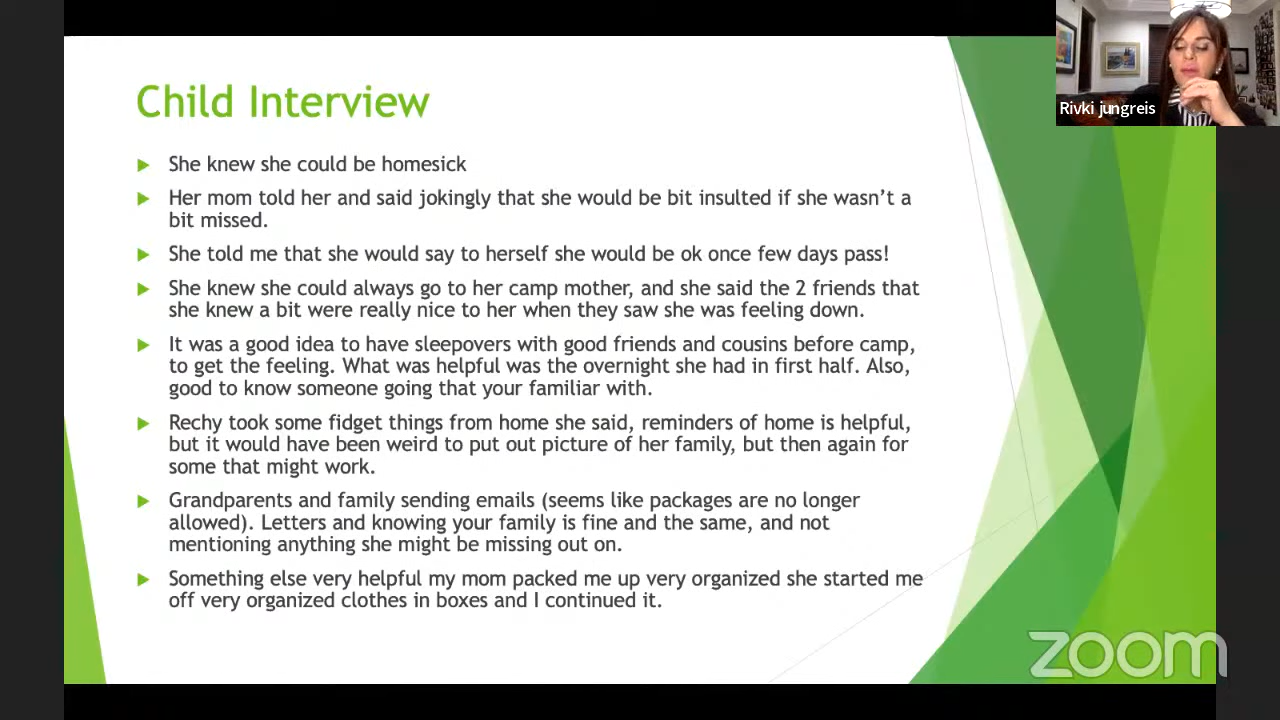 Child Interview
She knew she could be homesick
Her mom told her and said jokingly that she would be bit insulted if she wasn't a
bit missed.
She told me that she would say to herself she would be ok once few days pass!
She knew she could always go to her camp mother, and she said the 2 friends that
she knew a bit were really nice to her when they saw she was feeling down.
It was a good idea to have sleepovers with good friends and cousins before camp,
to get the feeling. What was helpful was the overnight she had in first half. Also,
good to know someone going that your familiar with.
Rechy took some fidget things from home she said, reminders of home is helpful,
but it would have been weird to put out picture of her family, but then again for
some that might work.
Grandparents and family sending emails (seems like packages are no longer
allowed). Letters and knowing your family is fine and the same, and not
mentioning anything she might be missing out on.
Something else very helpful my mom packed me up very organized she started me
off very organized clothes in boxes and I continued it.
Rivki jungreis
zoom